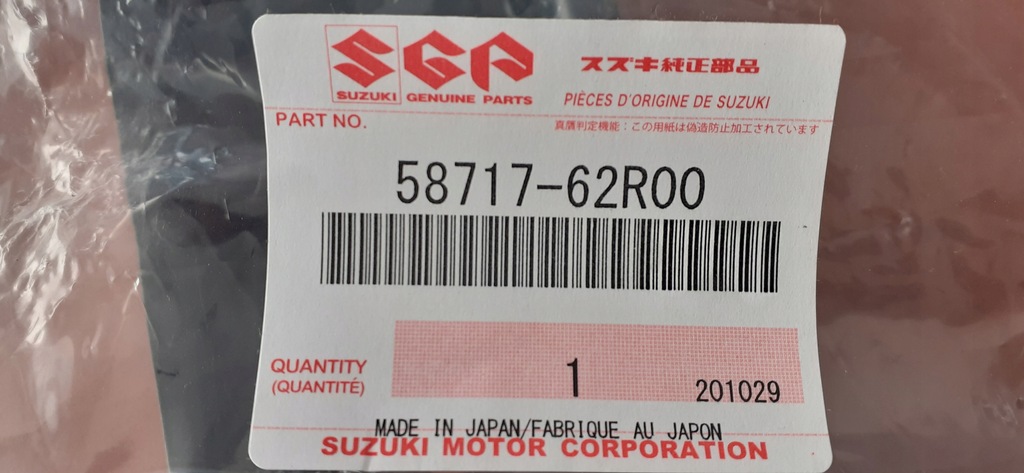 SGP
スズキ純正部品
SUZUKI GENUINE PARTS
PIÈCES D'ORIGINE DE SUZUKI
PART NO.
真贋判定機能：この用紙は偽造防止加工されています
58717-62R00
QUANTITY
(QUANTITÉ)
1
201029
MADE IN JAPAN/FABRIQUE AU JAPON
SUZUKI MOTOR CORPORATION